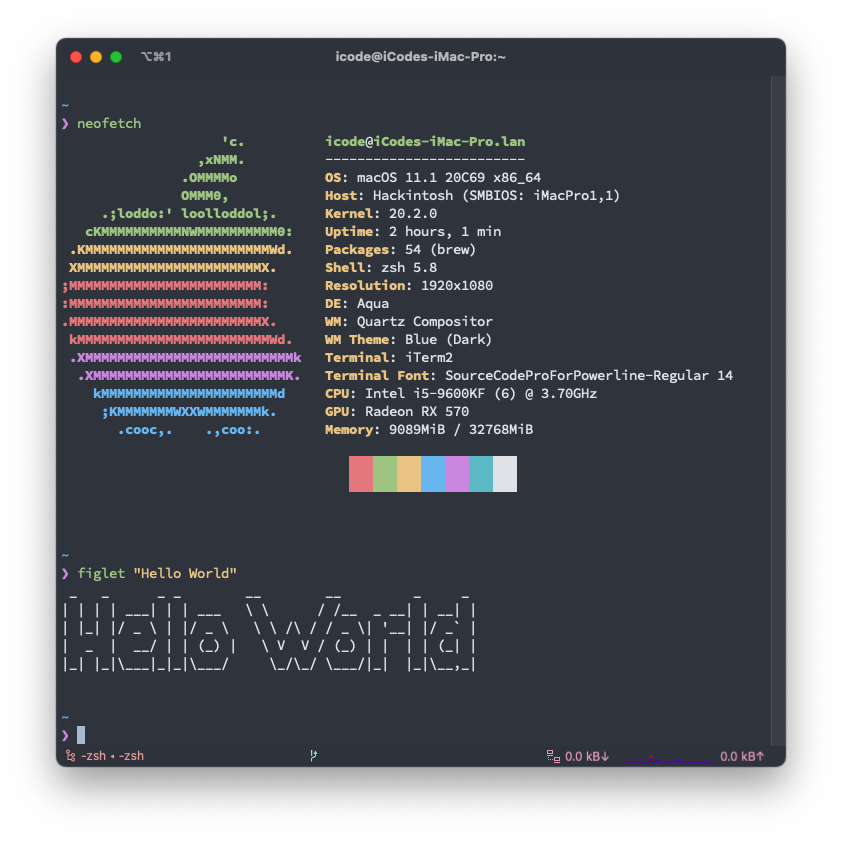 ⌥⌘1 icode@iCodes-iMac-Pro:~
~
❯ neofetch
                    'c.          icode@iCodes-iMac-Pro.lan
                 ,xNMM.          -------------------------
               .OMMMMo           OS: macOS 11.1 20C69 x86_64
               OMMM0,            Host: Hackintosh (SMBIOS: iMacPro1,1)
     .;loddo:' loolloddol;.      Kernel: 20.2.0
   cKMMMMMMMMMMNWMMMMMMMMMM0:    Uptime: 2 hours, 1 min
 .KMMMMMMMMMMMMMMMMMMMMMMMWd.    Packages: 54 (brew)
 XMMMMMMMMMMMMMMMMMMMMMMMX.      Shell: zsh 5.8
;MMMMMMMMMMMMMMMMMMMMMMMM:       Resolution: 1920x1080
:MMMMMMMMMMMMMMMMMMMMMMMM:       DE: Aqua
.MMMMMMMMMMMMMMMMMMMMMMMMX.      WM: Quartz Compositor
 kMMMMMMMMMMMMMMMMMMMMMMMMWd.    WM Theme: Blue (Dark)
 .XMMMMMMMMMMMMMMMMMMMMMMMMMMk   Terminal: iTerm2
  .XMMMMMMMMMMMMMMMMMMMMMMMMK.   Terminal Font: SourceCodeProForPowerline-Regular 14
    kMMMMMMMMMMMMMMMMMMMMMMd     CPU: Intel i5-9600KF (6) @ 3.70GHz
     ;KMMMMMMMWXXWMMMMMMMk.      GPU: Radeon RX 570
       .cooc,.    .,coo:.        Memory: 9089MiB / 32768MiB
~
❯ figlet "Hello World"
 _   _      _ _        __        __         _     _
| | | | ___| | | ___   \ \      / /__  _ __| | __| |
| |_| |/ _ \ | |/ _ \   \ \ /\ / / _ \| '__| |/ _` |
|  _  |  __/ | | (_) |   \ V  V / (_) | |  | | (_| |
|_| |_|\___|_|_|\___/     \_/\_/ \___/|_|  |_|\__,_|
~
❯
-zsh ◂ -zsh 0.0 kB↓ 0.0 kB↑